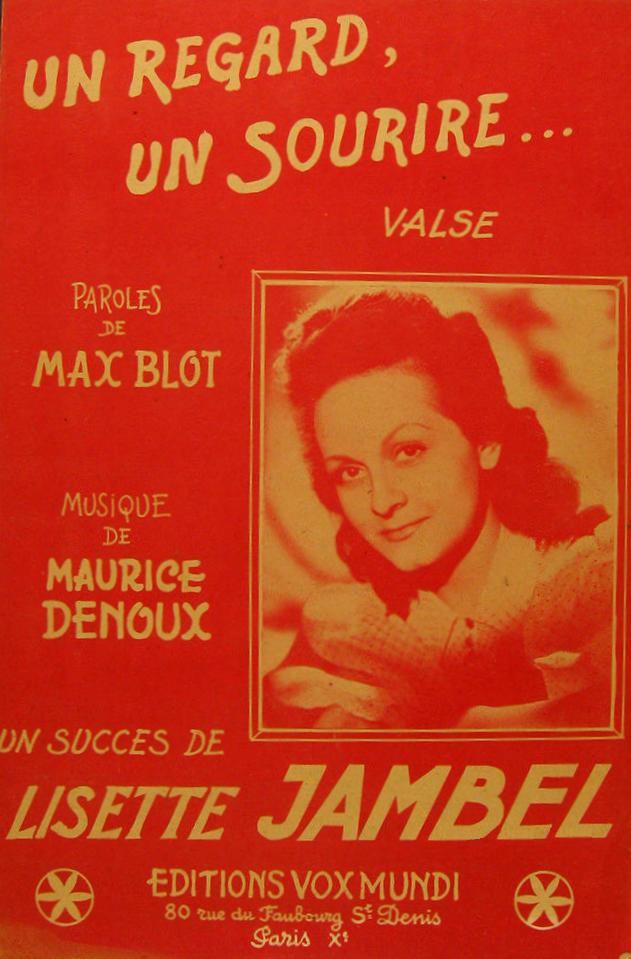 UN REGARD,
UN SOURIRE...
VALSE
PAROLES
DE
MAX BLOT
MUSIQUE
DE
MAURICE
DENOUX
UN SUCCES DE
LISETTE JAMBEL
EDITIONS VOX MUNDI
80 rue du Faubourg St Denis
Paris Xe